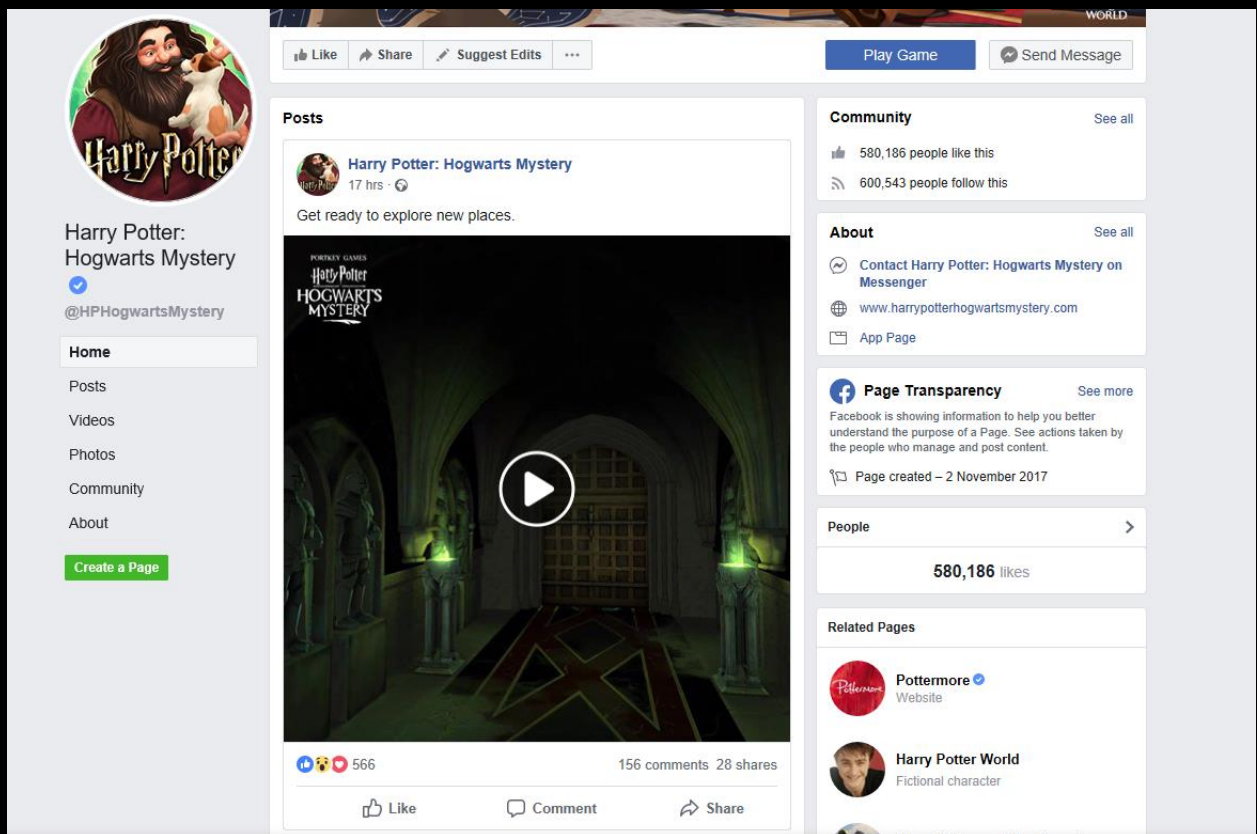 WORLD
Like
Share
Suggest Edits
...
Play Game
Send Message
Harry Potter
Harry Potter:
Hogwarts Mystery
@HPHogwartsMystery
Home
Posts
Videos
Photos
Community
About
Create a Page
Posts
Harry Potter
Harry Potter: Hogwarts Mystery
17 hrs ·
Get ready to explore new places.
PORTKEY GAMES
Harry Potter
HOGWARTS
MYSTERY
566
156 comments 28 shares
Like
Comment
Share
Community
See all
580,186 people like this
600,543 people follow this
About
See all
Contact Harry Potter: Hogwarts Mystery on
Messenger
www.harrypotterhogwartsmystery.com
App Page
Page Transparency
See more
Facebook is showing information to help you better
understand the purpose of a Page. See actions taken by
the people who manage and post content.
Page created – 2 November 2017
People
580,186 likes
Related Pages
Pottermore
Pottermore
Website
Harry Potter World
Fictional character